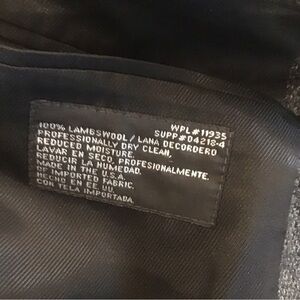 WPL#11935
100% LAMBSWOOL / LANA DECORDERO SUPP#D4218-4
PROFESSIONALLY DRY CLEAN,
REDUCED MOISTURE.
LAVAR EN SECO, PROFESIONALMENTE.
REDUCIR LA HUMEDAD.
MADE IN THE U.S.A.
OF IMPORTED FABRIC.
HECHO EN EE.UU.
CON TELA IMPORTADA.